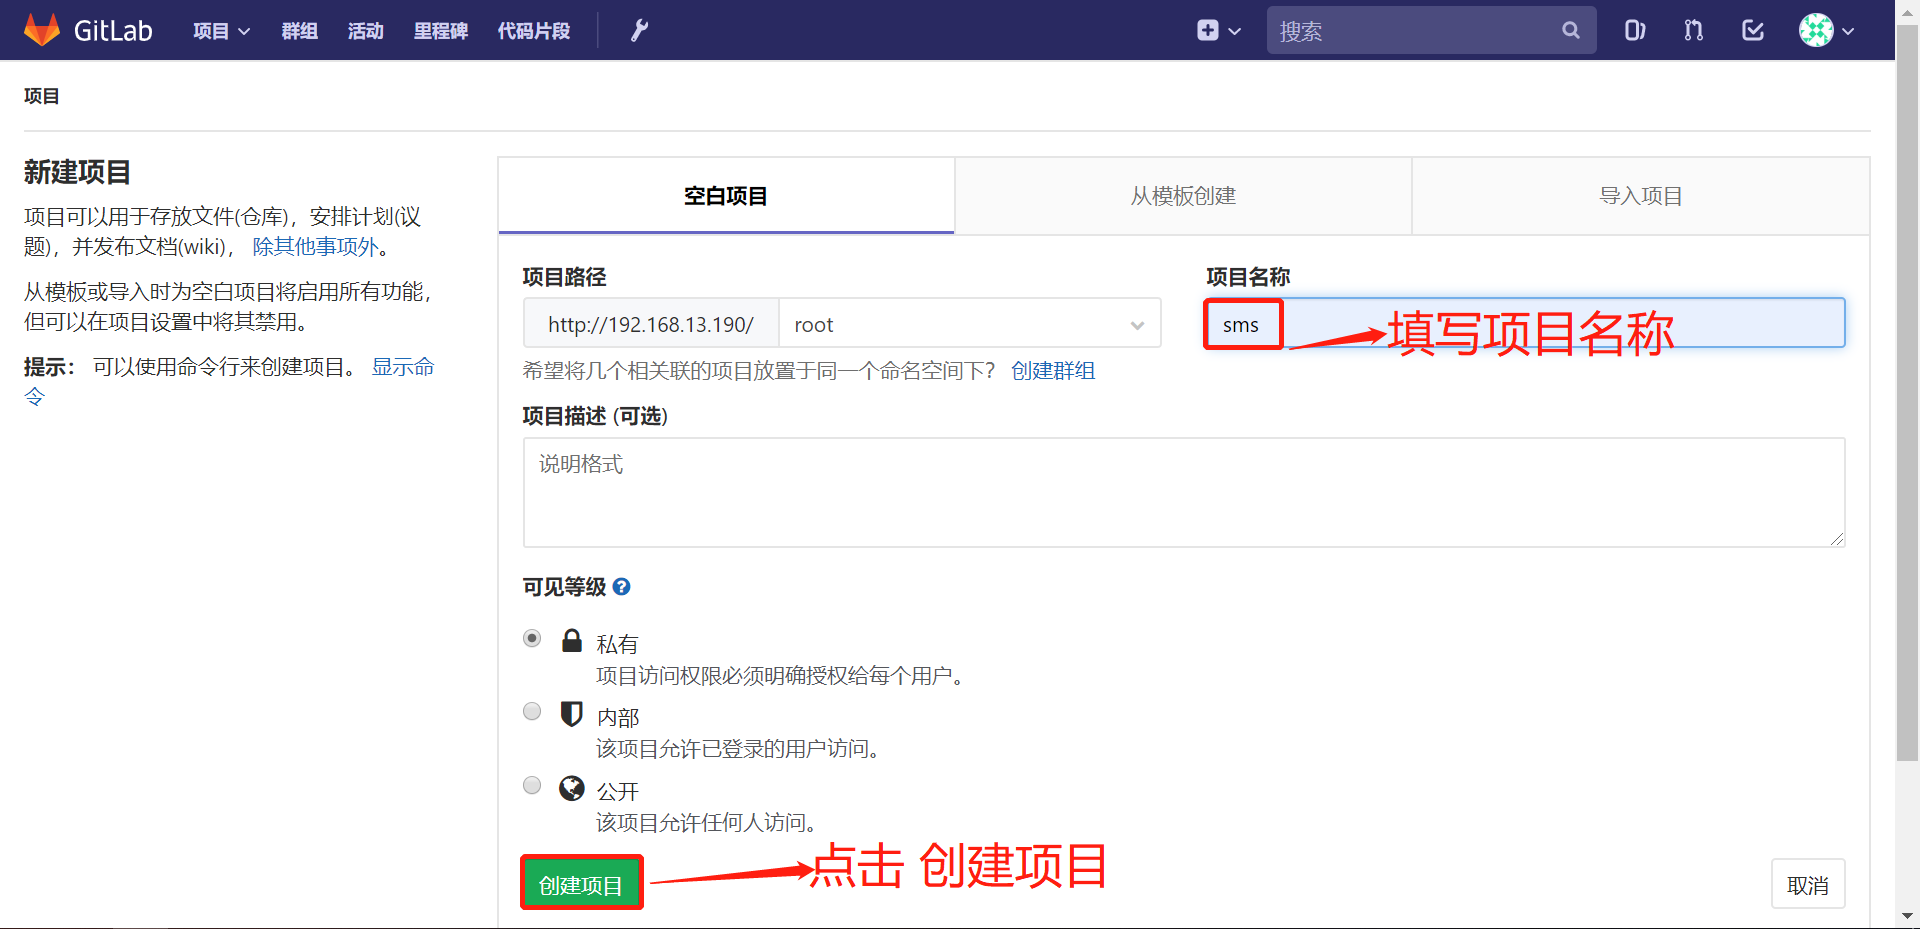 GitLab 项目 群组 活动 里程碑 代码片段 搜索
项目
新建项目
项目可以用于存放文件(仓库)，安排计划(议
题)，并发布文档(wiki)， 除其他事项外。
从模板或导入时为空白项目将启用所有功能，
但可以在项目设置中将其禁用。
提示： 可以使用命令行来创建项目。 显示命
令
空白项目 从模板创建 导入项目
项目路径 项目名称
http://192.168.13.190/ root sms 填写项目名称
希望将几个相关联的项目放置于同一个命名空间下？ 创建群组
项目描述 (可选)
说明格式
可见等级
私有
项目访问权限必须明确授权给每个用户。
内部
该项目允许已登录的用户访问。
公开
该项目允许任何人访问。
创建项目 点击 创建项目 取消